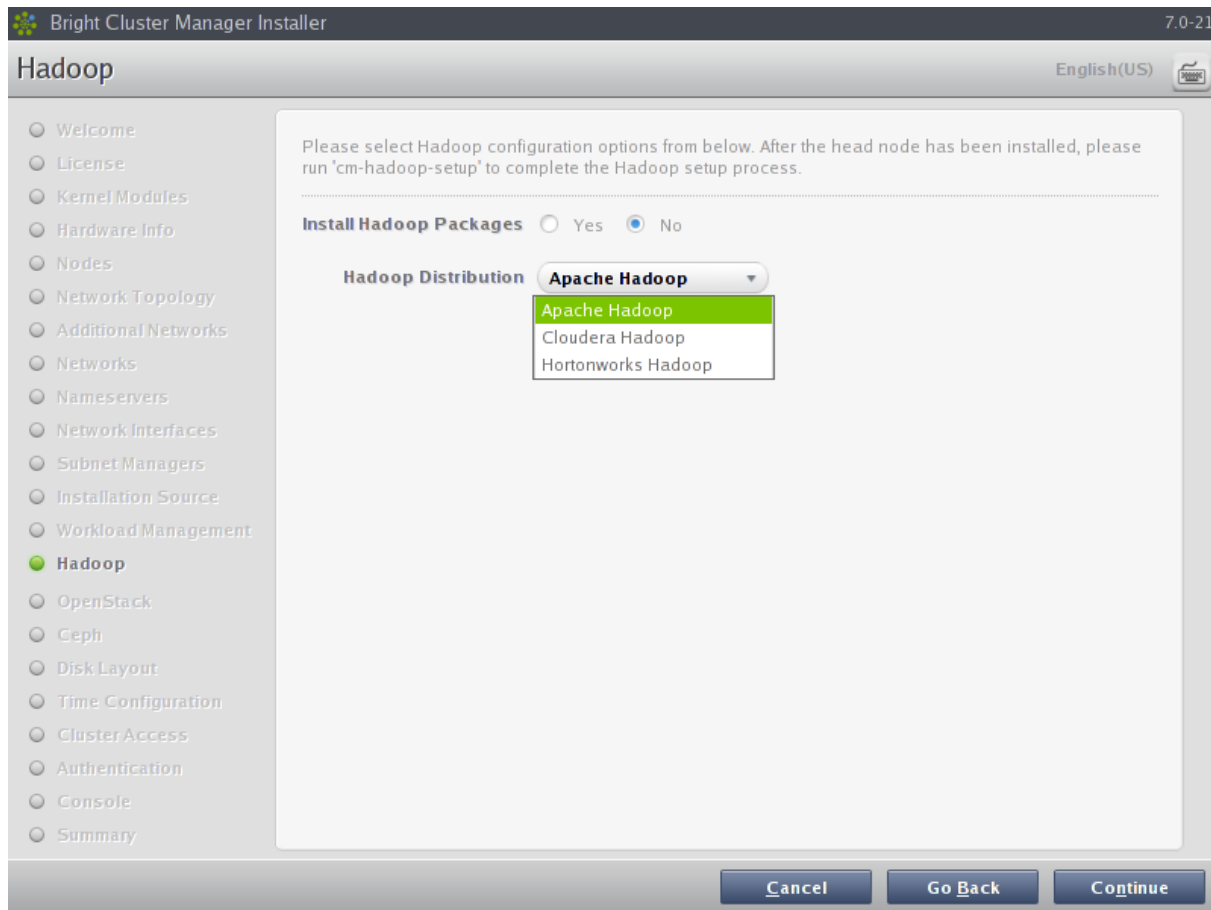 Bright Cluster Manager Installer 7.0-21
Hadoop English(US)
Welcome
License
Kernel Modules
Hardware Info
Nodes
Network Topology
Additional Networks
Networks
Nameservers
Network Interfaces
Subnet Managers
Installation Source
Workload Management
Hadoop
OpenStack
Ceph
Disk Layout
Time Configuration
Cluster Access
Authentication
Console
Summary
Please select Hadoop configuration options from below. After the head node has been installed, please
run 'cm-hadoop-setup' to complete the Hadoop setup process.
Install Hadoop Packages Yes No
Hadoop Distribution Apache Hadoop
Apache Hadoop
Cloudera Hadoop
Hortonworks Hadoop
Cancel Go Back Continue